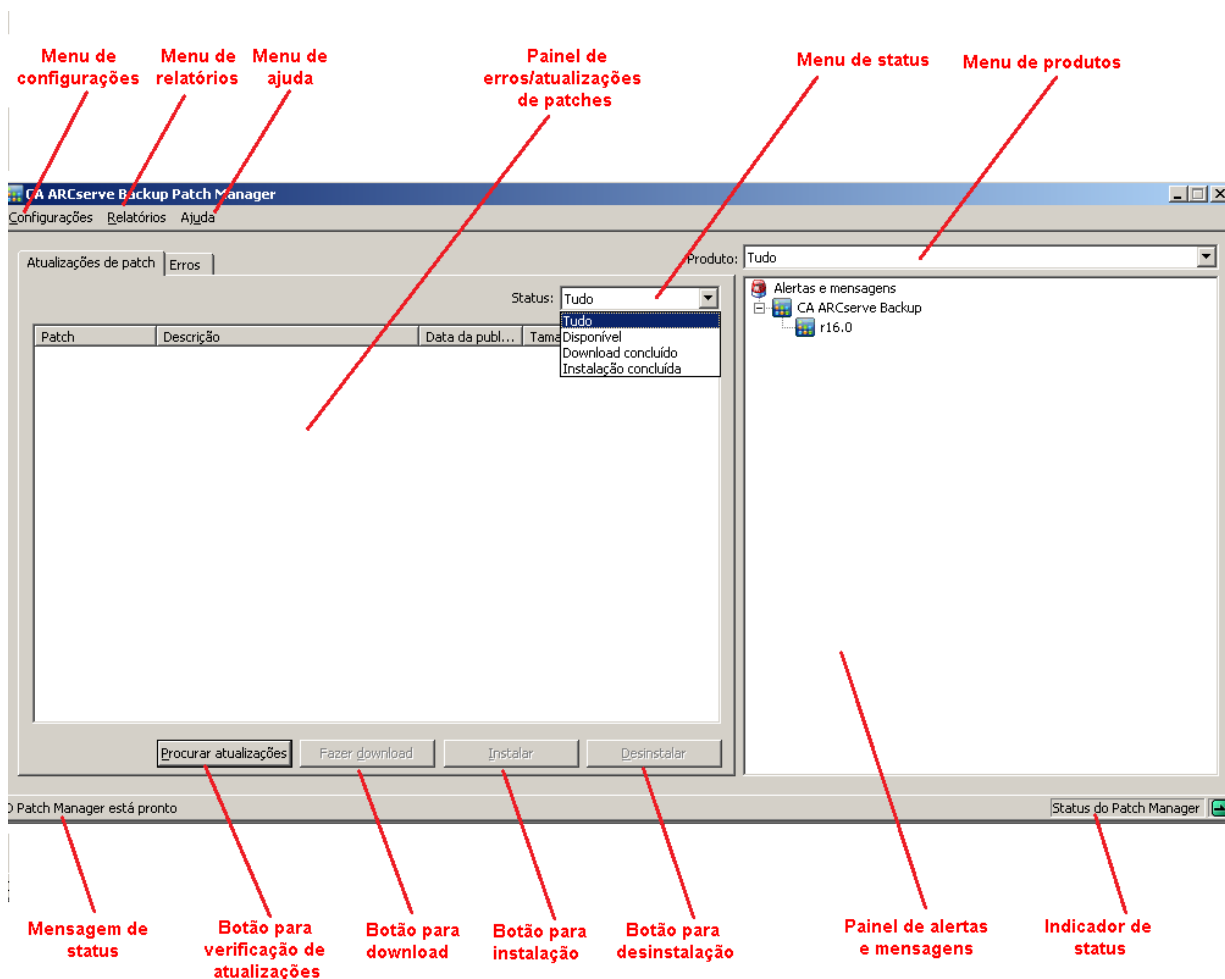 Menu de
configurações
Menu de
relatórios
Menu de
ajuda
Painel de
erros/atualizações
de patches
Menu de status
Menu de produtos
CA ARCserve Backup Patch Manager
Configurações Relatórios Ajuda
Atualizações de patch Erros
Produto: Tudo
Status: Tudo
Tudo
Disponível
Download concluído
Instalação concluída
Patch Descrição Data da publ... Tama
Alertas e mensagens
CA ARCserve Backup
r16.0
Procurar atualizações Fazer download Instalar Desinstalar
O Patch Manager está pronto
Status do Patch Manager
Mensagem de
status
Botão para
verificação de
atualizações
Botão para
download
Botão para
instalação
Botão para
desinstalação
Painel de alertas
e mensagens
Indicador de
status